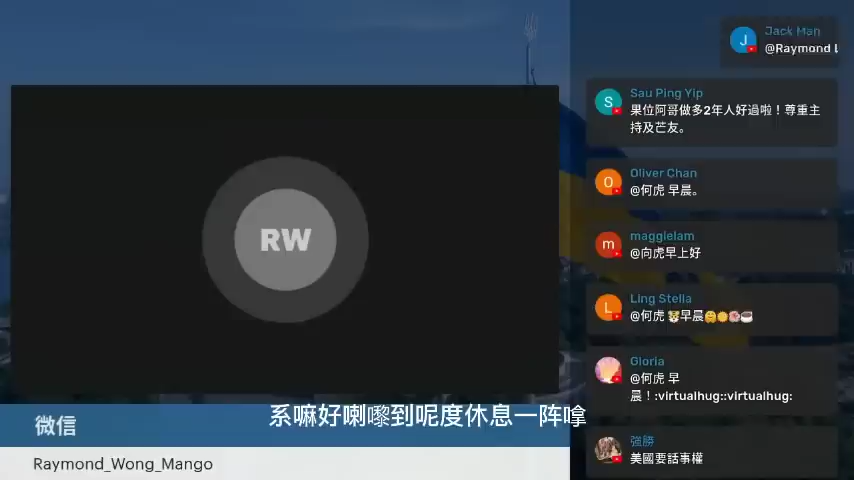 Jack Man
J
@Raymond L
Sau Ping Yip
S
果位阿哥做多2年人好過啦！尊重主
持及芒友。
Oliver Chan
O
@何虎 早晨。
RW
maggielam
m
@向虎早上好
Ling Stella
L
@何虎 🐯早晨🤗🌞🌺☕
Gloria
@何虎 早
晨！:virtualhug::virtualhug:
系嘛好喇嚟到呢度休息一阵嗱
微信
強勝
美國要話事權
Raymond_Wong_Mango